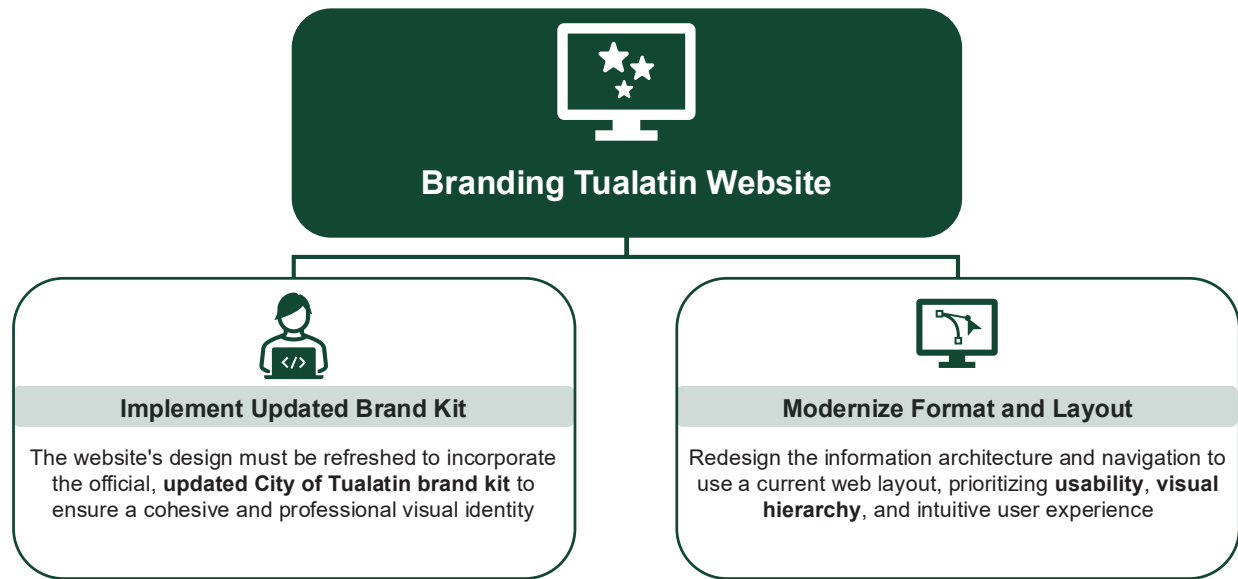 Branding Tualatin Website
</>
Implement Updated Brand Kit
The website's design must be refreshed to incorporate
the official, updated City of Tualatin brand kit to
ensure a cohesive and professional visual identity
Modernize Format and Layout
Redesign the information architecture and navigation to
use a current web layout, prioritizing usability, visual
hierarchy, and intuitive user experience